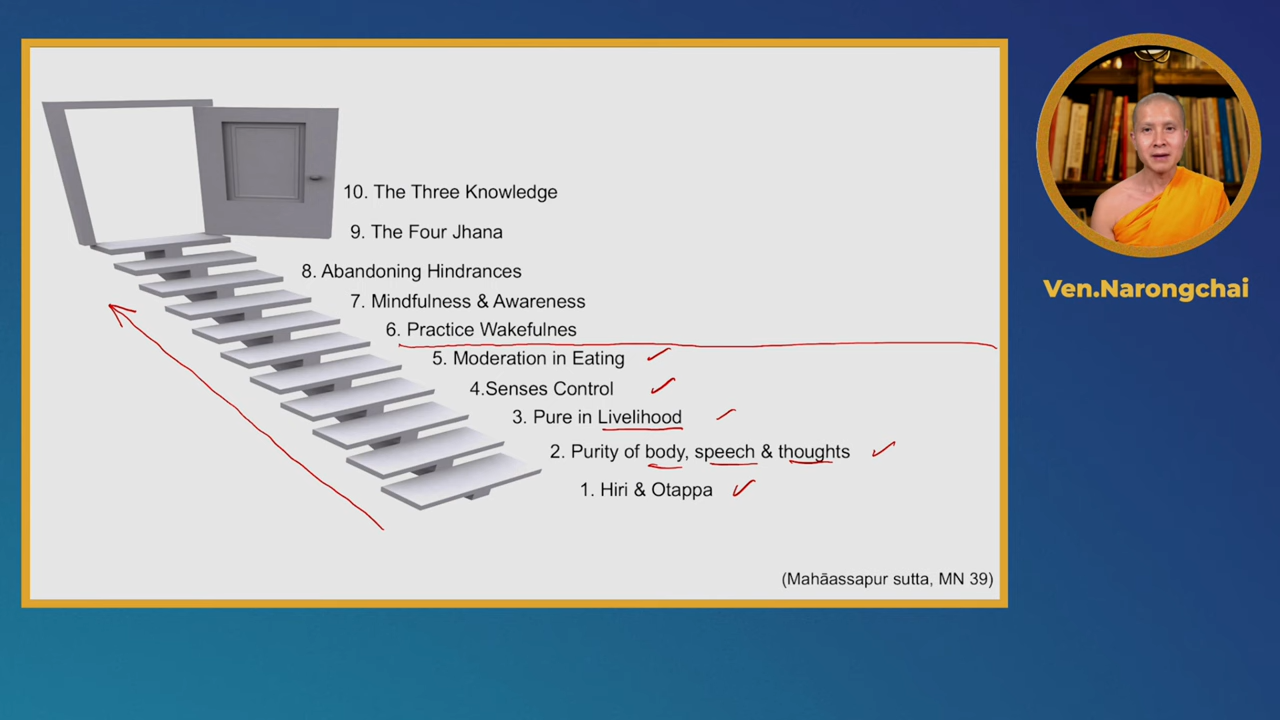 10. The Three Knowledge
9. The Four Jhana
8. Abandoning Hindrances
7. Mindfulness & Awareness
6. Practice Wakefulnes
5. Moderation in Eating
4.Senses Control
3. Pure in Livelihood
2. Purity of body, speech & thoughts
1. Hiri & Otappa
(Mahāassapur sutta, MN 39)
Ven.Narongchai